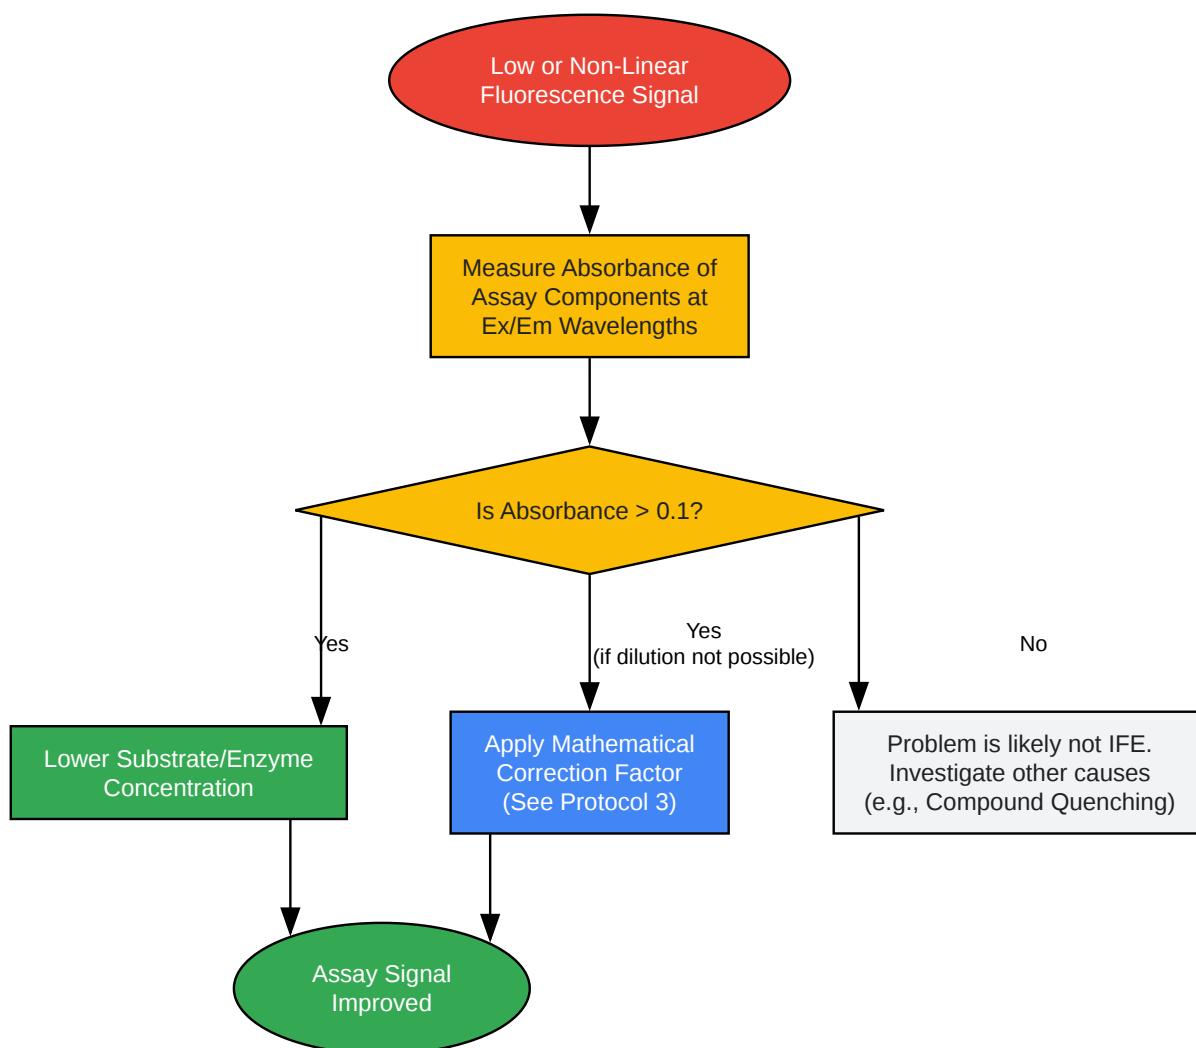 Low or Non-Linear
Fluorescence Signal
Measure Absorbance of
Assay Components at
Ex/Em Wavelengths
Is Absorbance > 0.1?
Yes
Yes
(if dilution not possible)
No
Lower Substrate/Enzyme
Concentration
Apply Mathematical
Correction Factor
(See Protocol 3)
Problem is likely not IFE.
Investigate other causes
(e.g., Compound Quenching)
Assay Signal
Improved